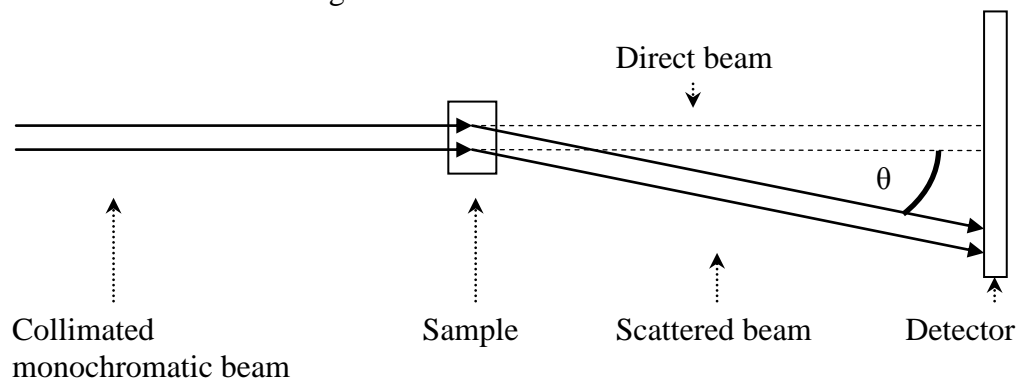 Direct beam
θ
Collimated
monochromatic beam
Sample
Scattered beam
Detector